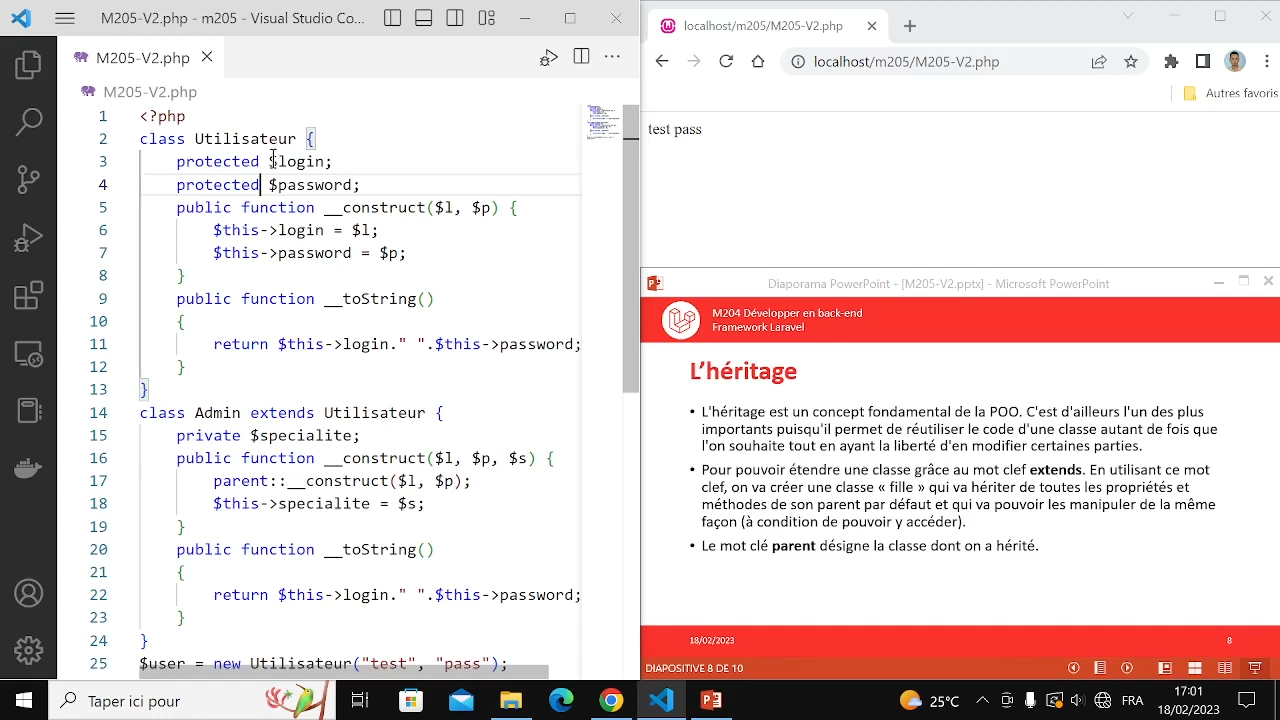 M205-V2.php - m205 - Visual Studio Co...
M205-V2.php
M205-V2.php
1 <?php
2 class Utilisateur {
3 protected $login;
4 protected $password;
5 public function __construct($l, $p) {
6 $this->login = $l;
7 $this->password = $p;
8 }
9 public function __toString()
10 {
11 return $this->login." ".$this->password;
12 }
13 }
14 class Admin extends Utilisateur {
15 private $specialite;
16 public function __construct($l, $p, $s) {
17 parent::__construct($l, $p);
18 $this->specialite = $s;
19 }
20 public function __toString()
21 {
22 return $this->login." ".$this->password;
23 }
24 }
25 $user = new Utilisateur("test", "pass");
localhost/m205/M205-V2.php
localhost/m205/M205-V2.php
Autres favoris
test pass
Diaporama PowerPoint - [M205-V2.pptx] - Microsoft PowerPoint
M204 Développer en back-end
Framework Laravel
L'héritage
• L'héritage est un concept fondamental de la POO. C'est d'ailleurs l'un des plus
importants puisqu'il permet de réutiliser le code d'une classe autant de fois que
l'on souhaite tout en ayant la liberté d'en modifier certaines parties.
• Pour pouvoir étendre une classe grâce au mot clef extends. En utilisant ce mot
clef, on va créer une classe « fille » qui va hériter de toutes les propriétés et
méthodes de son parent par défaut et qui va pouvoir les manipuler de la même
façon (à condition de pouvoir y accéder).
• Le mot clé parent désigne la classe dont on a hérité.
18/02/2023 8
DIAPOSITIVE 8 DE 10
Taper ici pour
25°C
FRA
17:01
18/02/2023